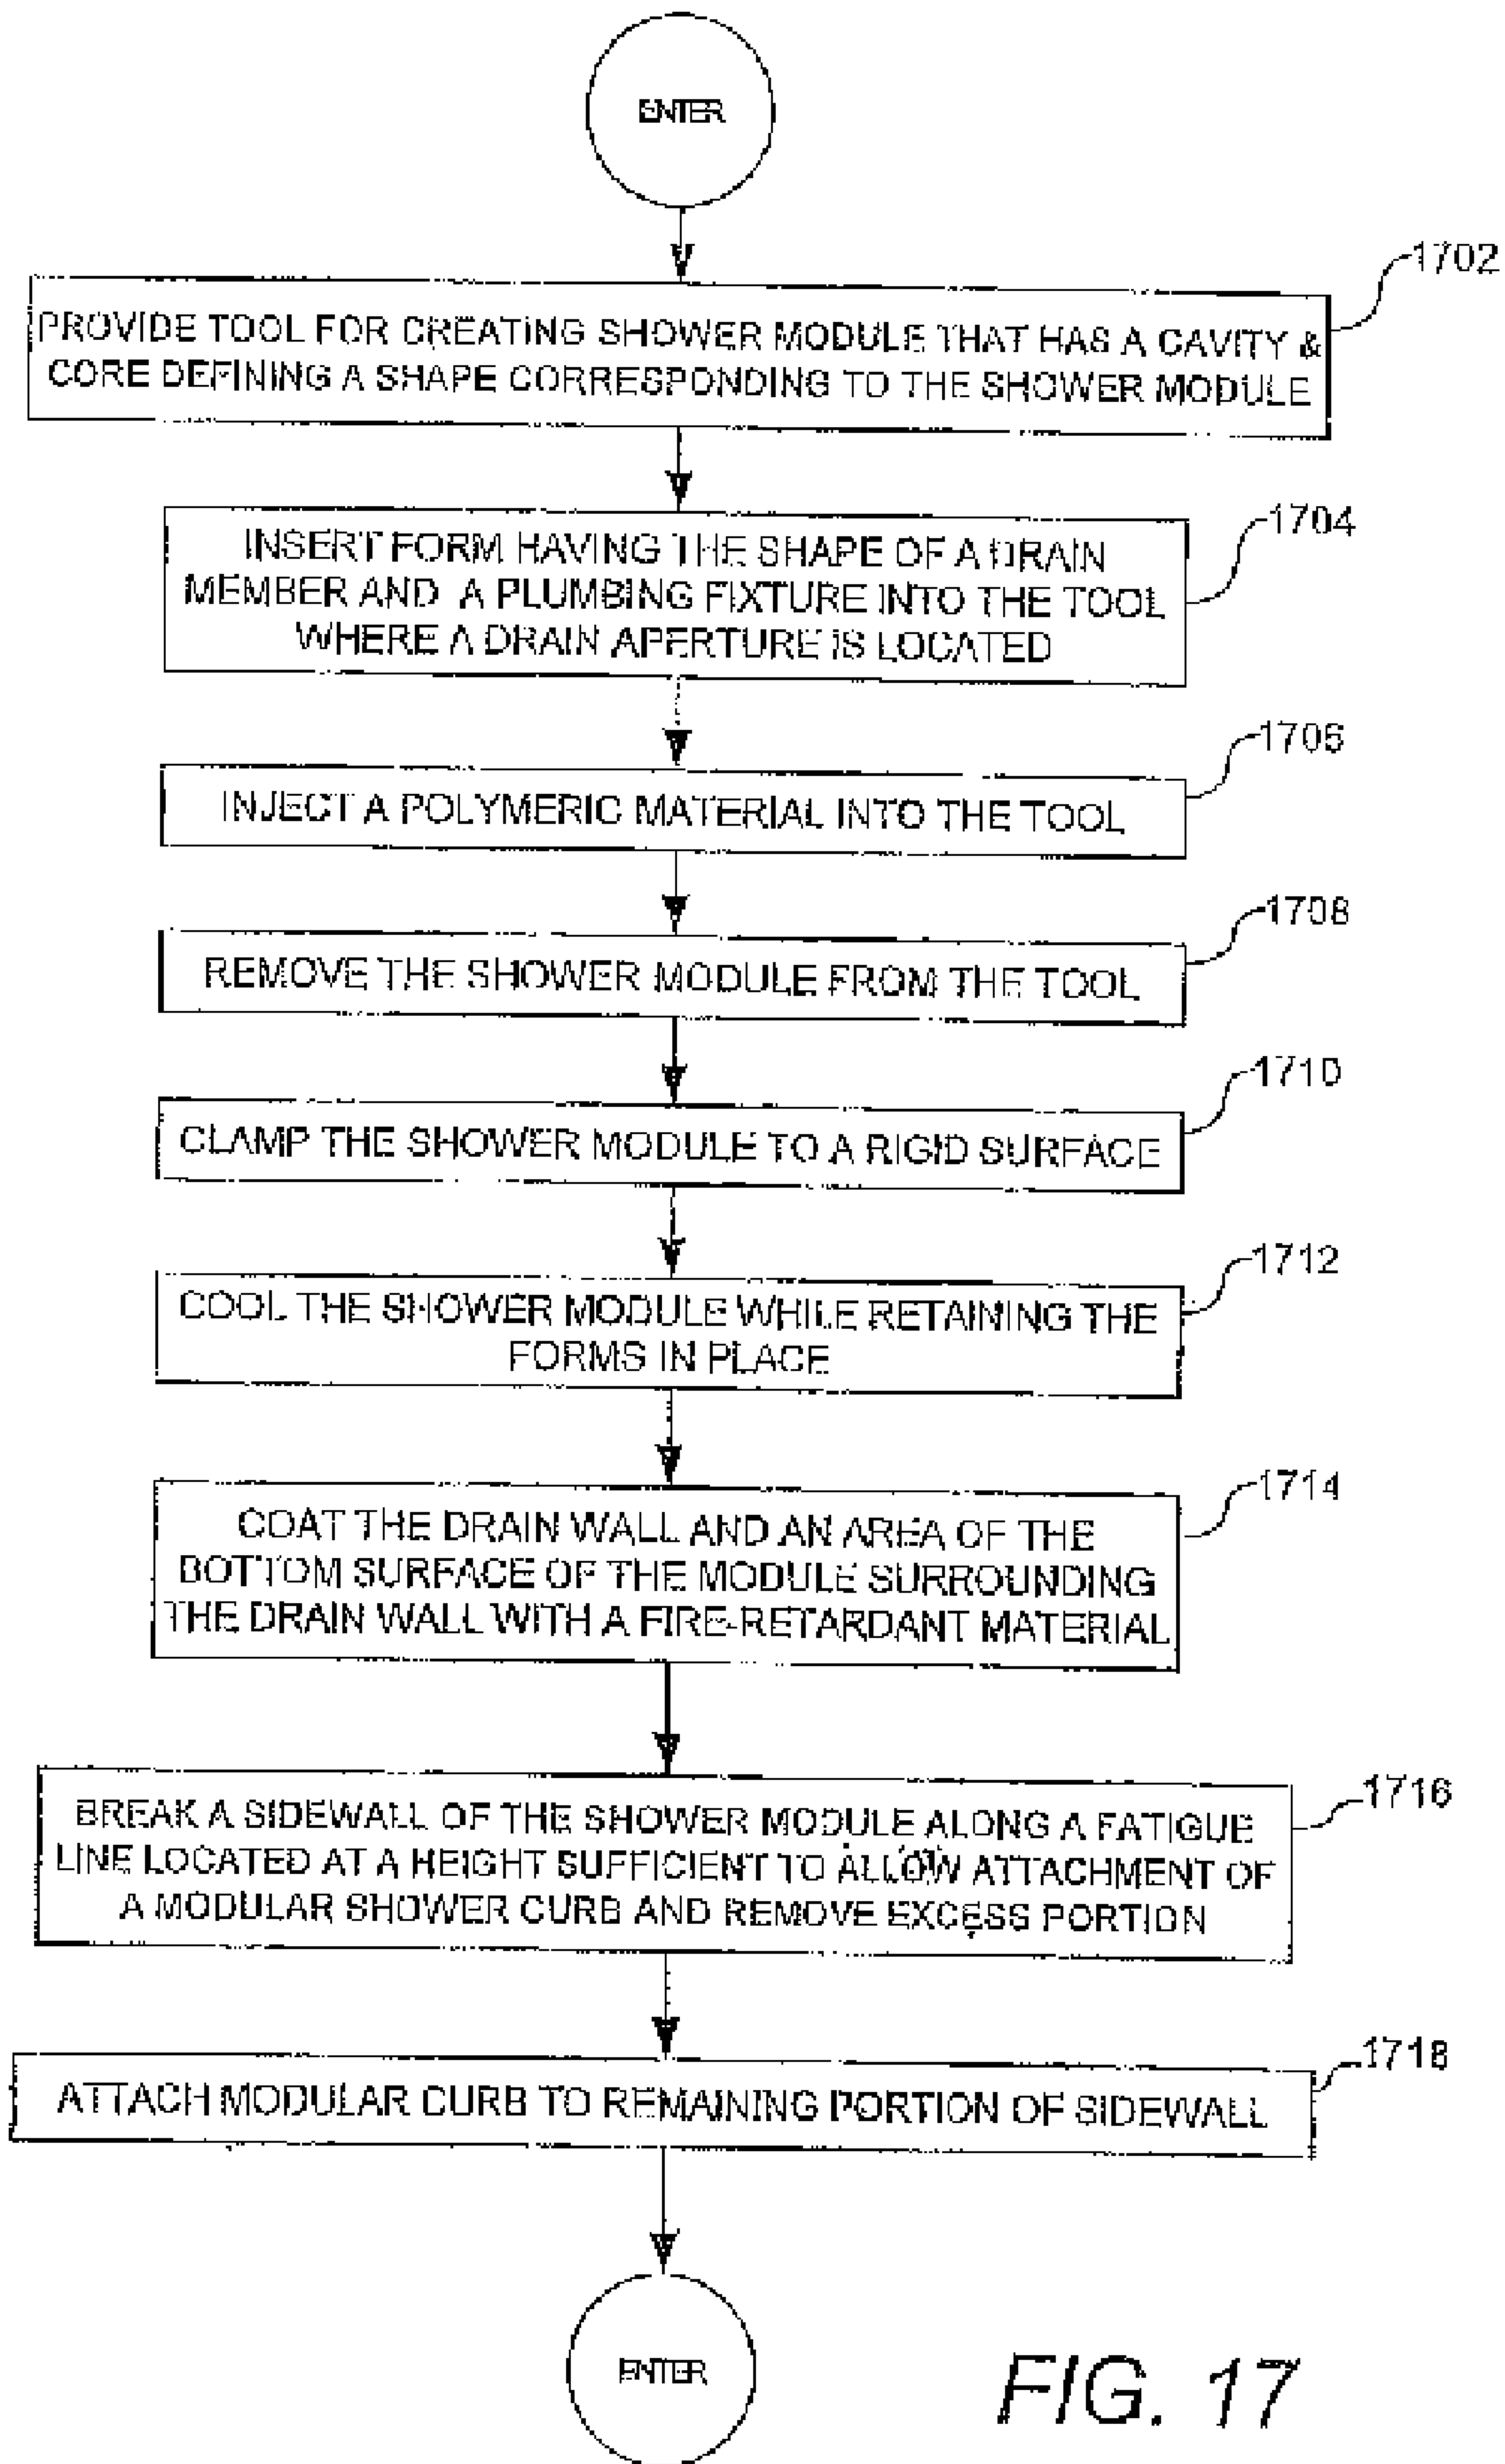 ENTER
1702
PROVIDE TOOL FOR CREATING SHOWER MODULE THAT HAS A CAVITY &
CORE DEFINING A SHAPE CORRESPONDING TO THE SHOWER MODULE
1704
INSERT FORM HAVING THE SHAPE OF A DRAIN
MEMBER AND A PLUMBING FIXTURE INTO THE TOOL
WHERE A DRAIN APERTURE IS LOCATED
1706
INJECT A POLYMERIC MATERIAL INTO THE TOOL
1708
REMOVE THE SHOWER MODULE FROM THE TOOL
1710
CLAMP THE SHOWER MODULE TO A RIGID SURFACE
1712
COOL THE SHOWER MODULE WHILE RETAINING THE
FORMS IN PLACE
1714
COAT THE DRAIN WALL AND AN AREA OF THE
BOTTOM SURFACE OF THE MODULE SURROUNDING
THE DRAIN WALL WITH A FIRE-RETARDANT MATERIAL
1716
BREAK A SIDEWALL OF THE SHOWER MODULE ALONG A FATIGUE
LINE LOCATED AT A HEIGHT SUFFICIENT TO ALLOW ATTACHMENT OF
A MODULAR SHOWER CURB AND REMOVE EXCESS PORTION
1718
ATTACH MODULAR CURB TO REMAINING PORTION OF SIDEWALL
ENTER
FIG. 17